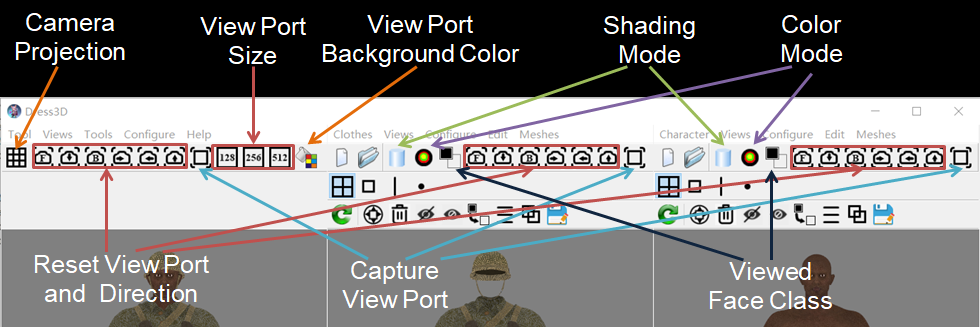 Camera
Projection
View Port
Size
View Port
Background Color
Shading
Mode
Color
Mode
Dress3D
Tool Views Tools Configure Help
Clothes Views Configure Edit Meshes
Character Views Configure Edit Meshes
F B 128 256 512
F B
F B
Reset View Port
and Direction
Capture
View Port
Viewed
Face Class